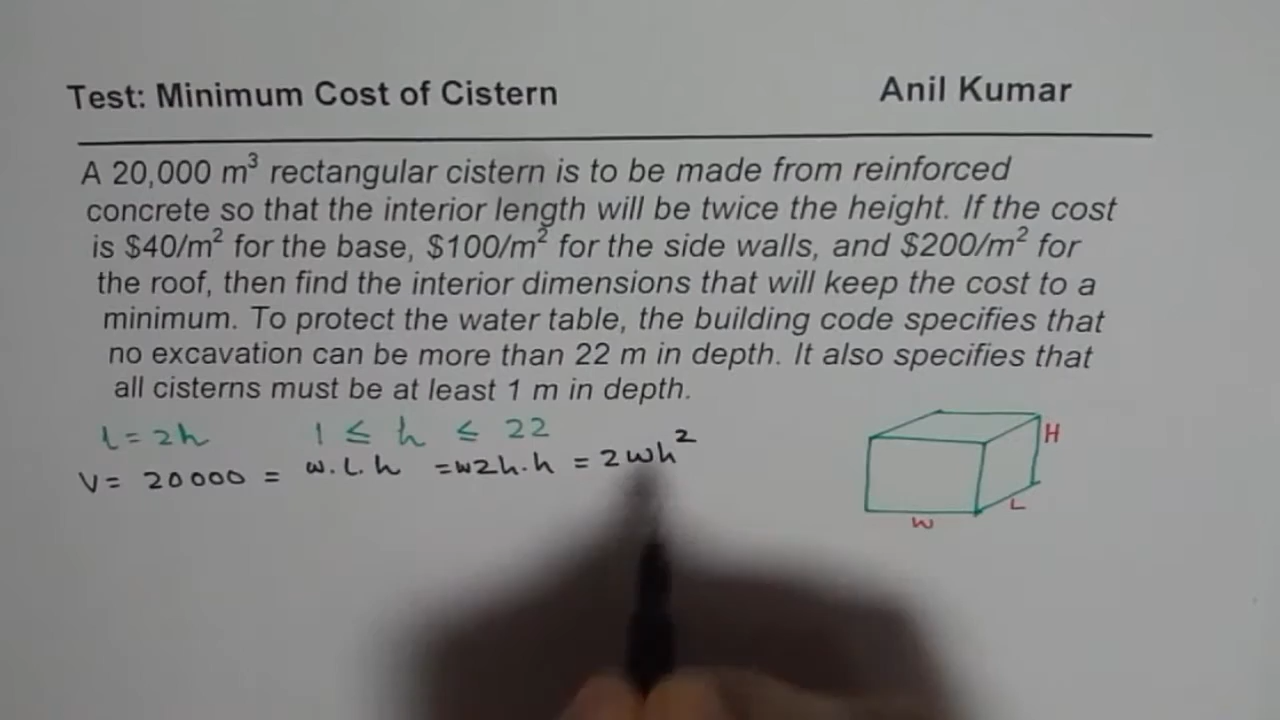 Test: Minimum Cost of Cistern Anil Kumar
A 20,000 m³ rectangular cistern is to be made from reinforced
concrete so that the interior length will be twice the height. If the cost
is $40/m² for the base, $100/m² for the side walls, and $200/m² for
the roof, then find the interior dimensions that will keep the cost to a
minimum. To protect the water table, the building code specifies that
no excavation can be more than 22 m in depth. It also specifies that
all cisterns must be at least 1 m in depth.
l = 2h 1 ≤ h ≤ 22
V = 20000 = w.L.h = w2h.h = 2wh²
H
L
W